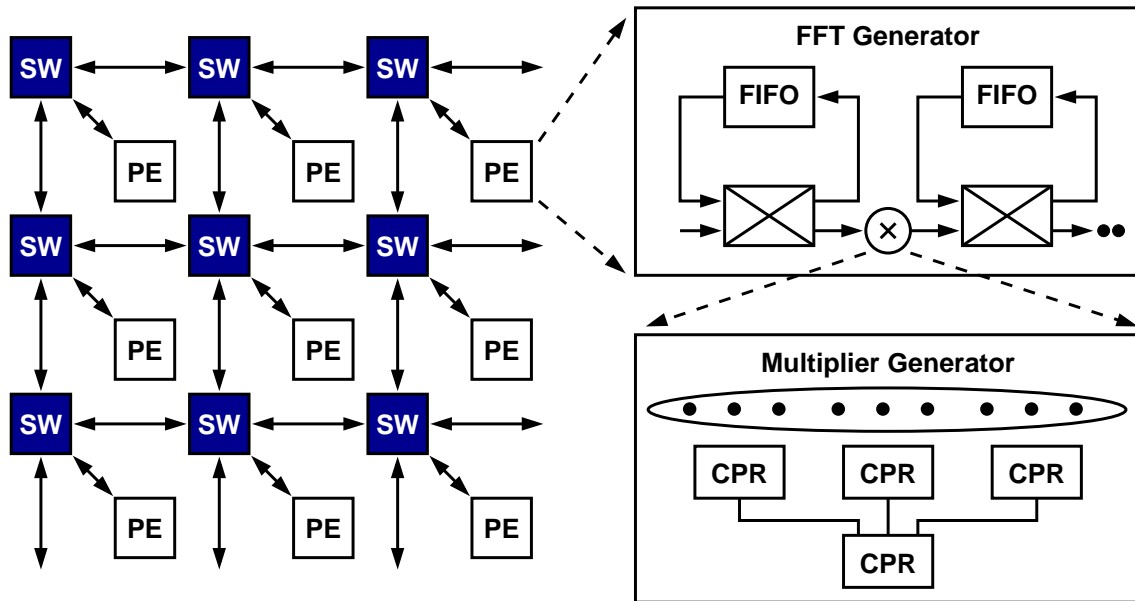 SW SW SW
PE PE PE
SW SW SW
PE PE PE
SW SW SW
PE PE PE
FFT Generator
FIFO FIFO
×
Multiplier Generator
CPR CPR CPR
CPR